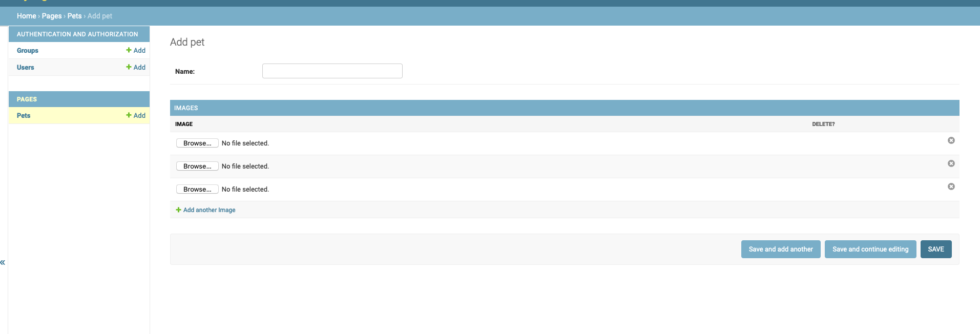 Home › Pages › Pets › Add pet
AUTHENTICATION AND AUTHORIZATION
Groups + Add
Users + Add
PAGES
Pets + Add
«
Add pet
Name:
IMAGES
IMAGE DELETE?
Browse... No file selected.
Browse... No file selected.
Browse... No file selected.
+ Add another Image
Save and add another Save and continue editing SAVE